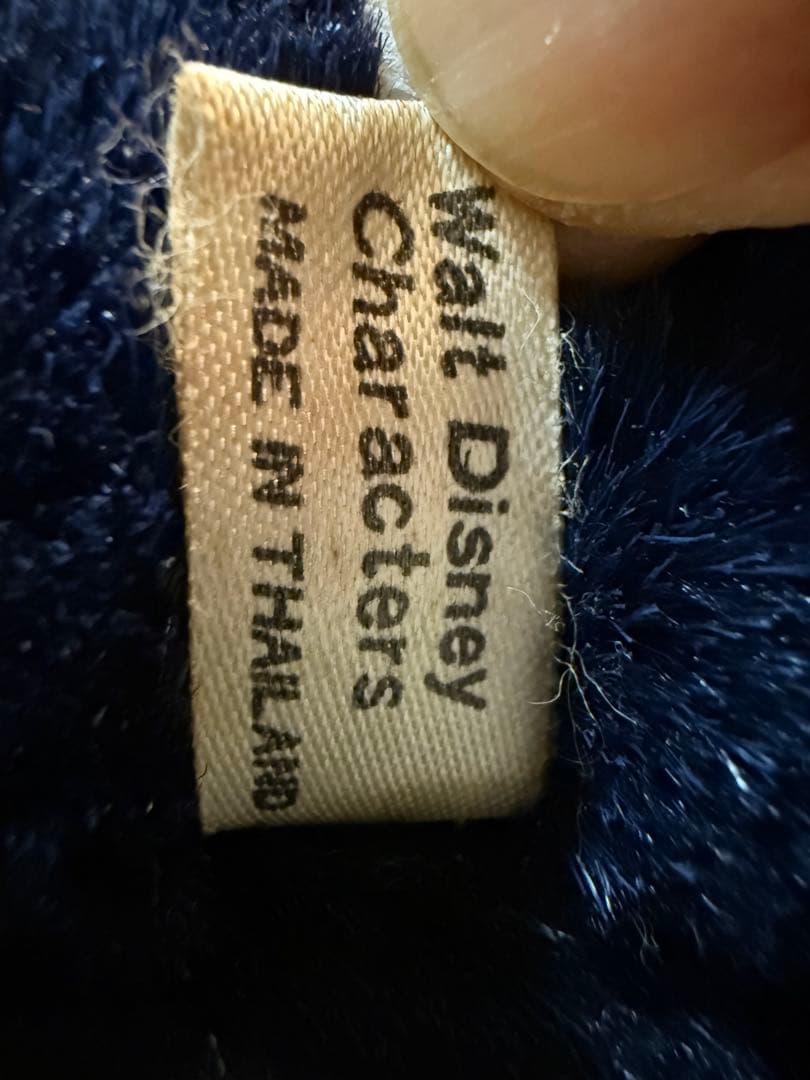 Walt Disney
Characters
MADE IN THAILAND